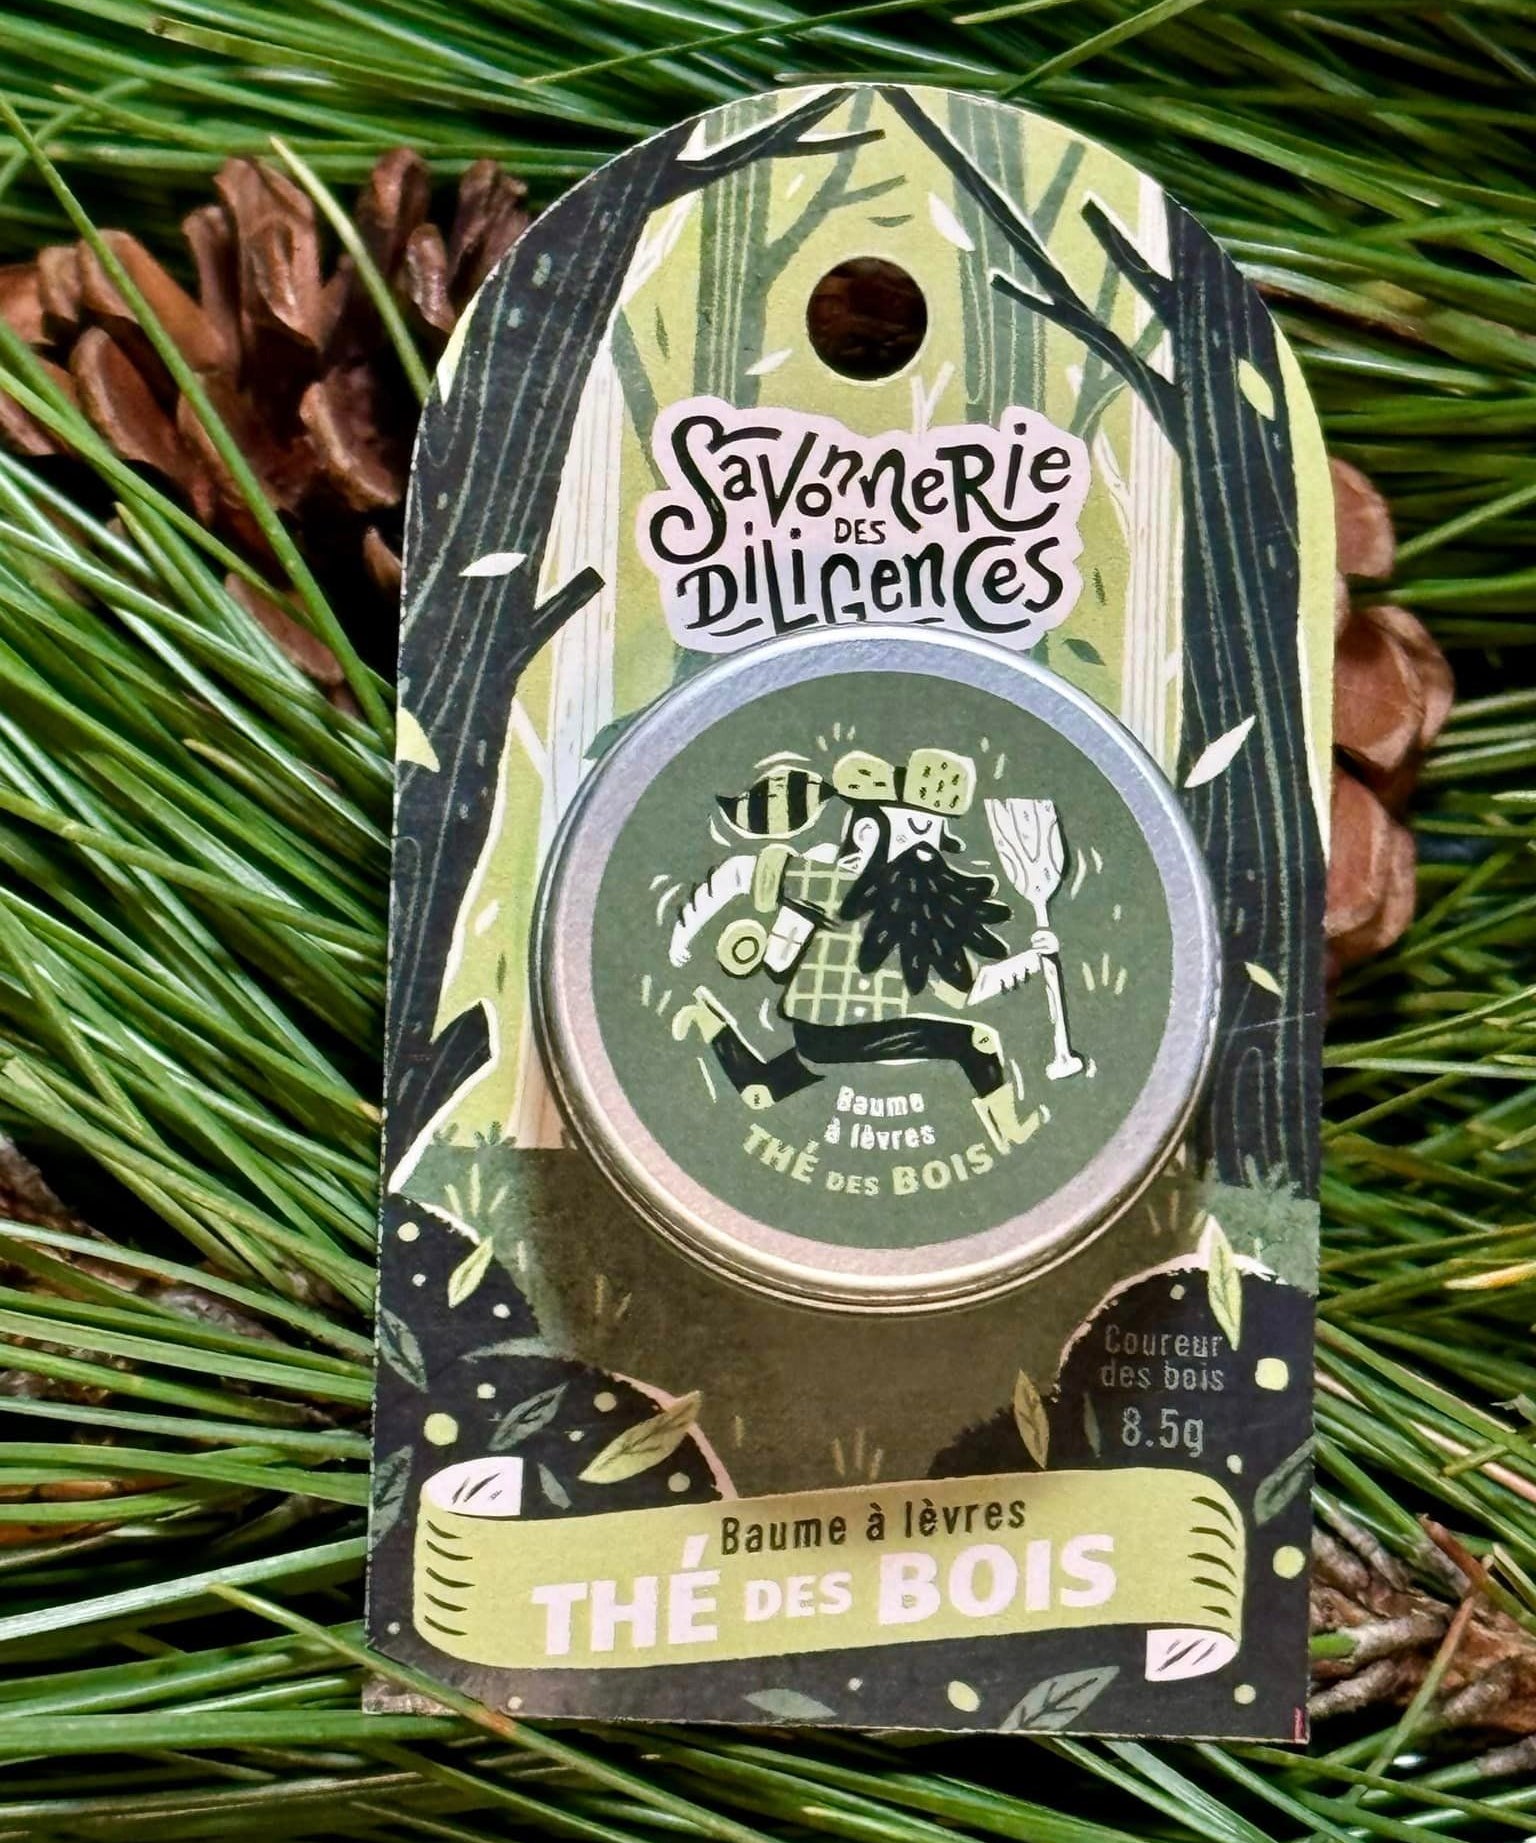 Savonnerie
des
Diligences
Baume
à lèvres
THÉ DES BOIS
Coureur
des bois
8.5g
Baume à lèvres
THÉ DES BOIS